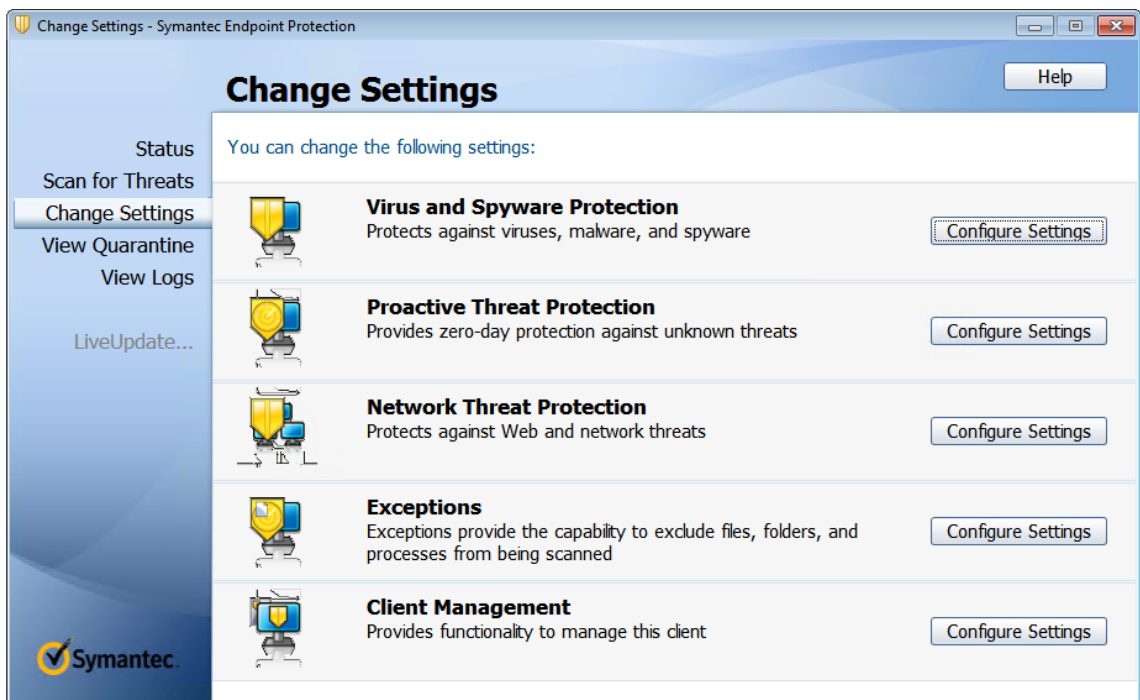 Change Settings - Symantec Endpoint Protection
Change Settings
Help
Status
Scan for Threats
Change Settings
View Quarantine
View Logs
LiveUpdate...
Symantec.
You can change the following settings:
Virus and Spyware Protection
Protects against viruses, malware, and spyware
Configure Settings
Proactive Threat Protection
Provides zero-day protection against unknown threats
Configure Settings
Network Threat Protection
Protects against Web and network threats
Configure Settings
Exceptions
Exceptions provide the capability to exclude files, folders, and
processes from being scanned
Configure Settings
Client Management
Provides functionality to manage this client
Configure Settings